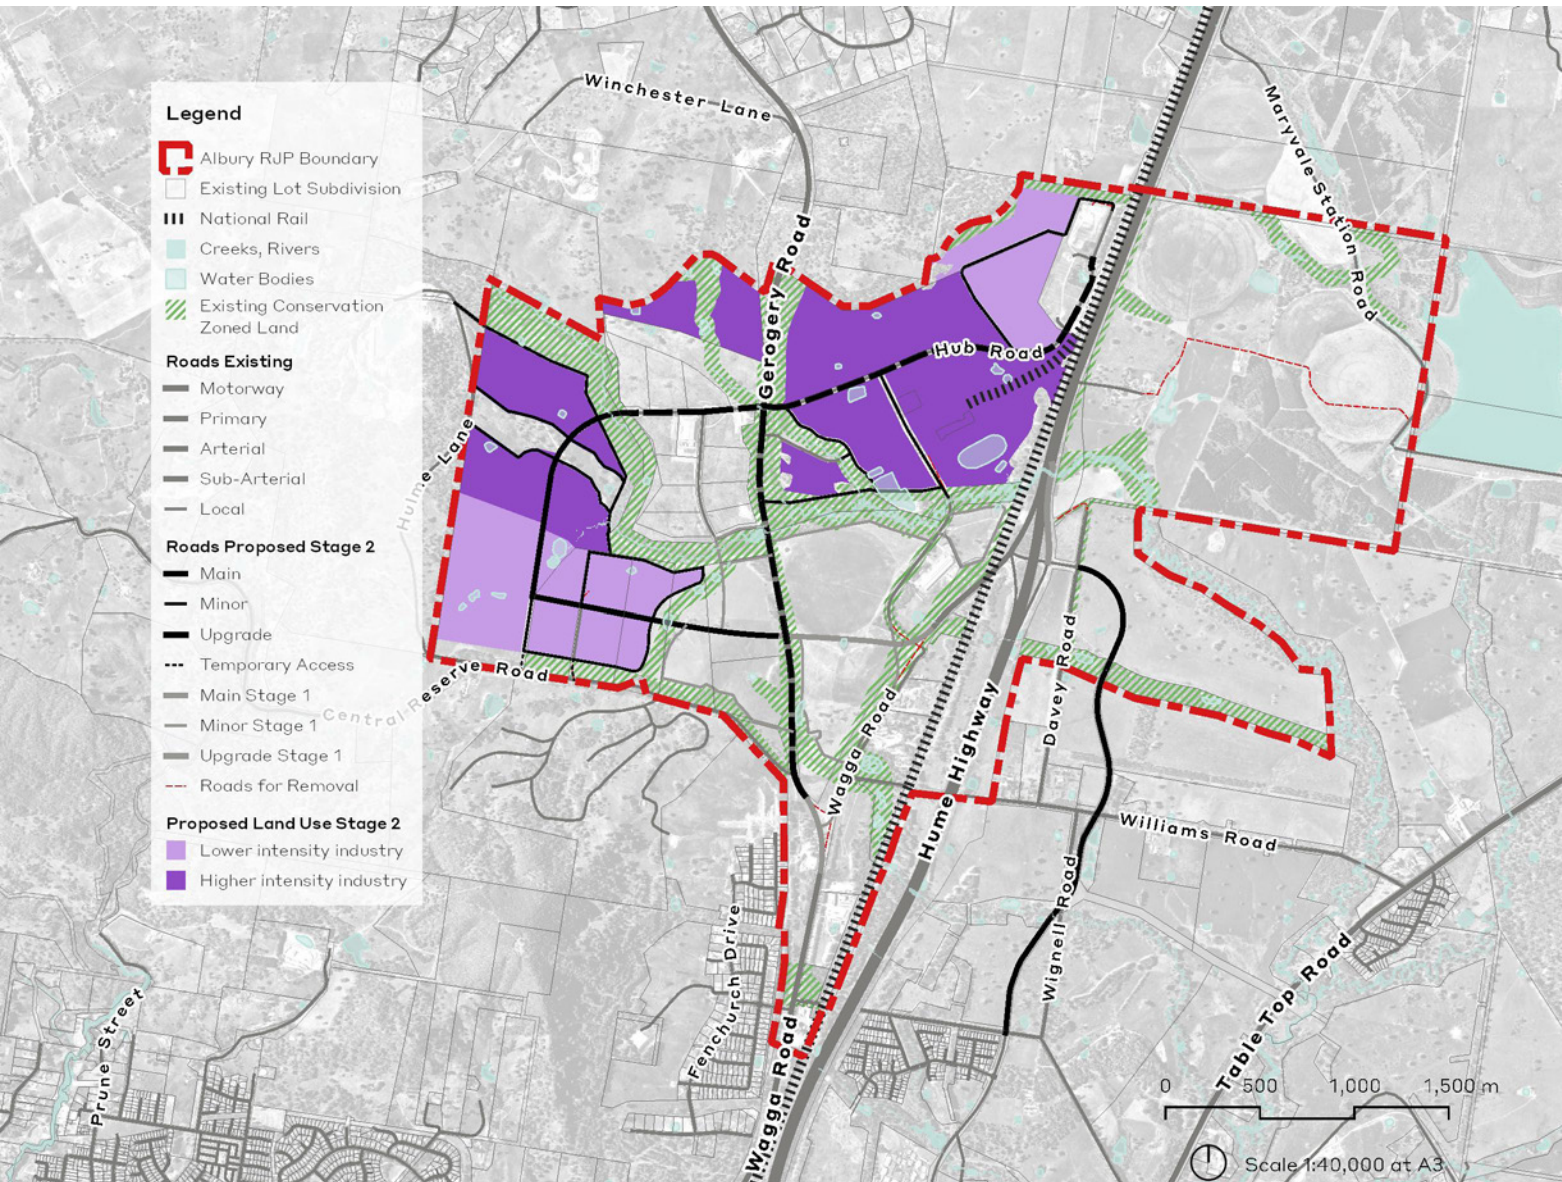 Legend
Albury RJP Boundary
Existing Lot Subdivision
National Rail
Creeks, Rivers
Water Bodies
Existing Conservation
Zoned Land
Roads Existing
Motorway
Primary
Arterial
Sub-Arterial
Local
Roads Proposed Stage 2
Main
Minor
Upgrade
Temporary Access
Main Stage 1
Minor Stage 1
Upgrade Stage 1
Roads for Removal
Proposed Land Use Stage 2
Lower intensity industry
Higher intensity industry
Winchester Lane
Gerogery Road
Maryvale Station Road
Hub Road
Hulme Lane
Central Reserve Road
Wagga Road
Hume Highway
Davey Road
Williams Road
Wignell Road
Fenchurch Drive
Table Top Road
Prune Street
Wagga Road
0 500 1,000 1,500 m
Scale 1:40,000 at A3